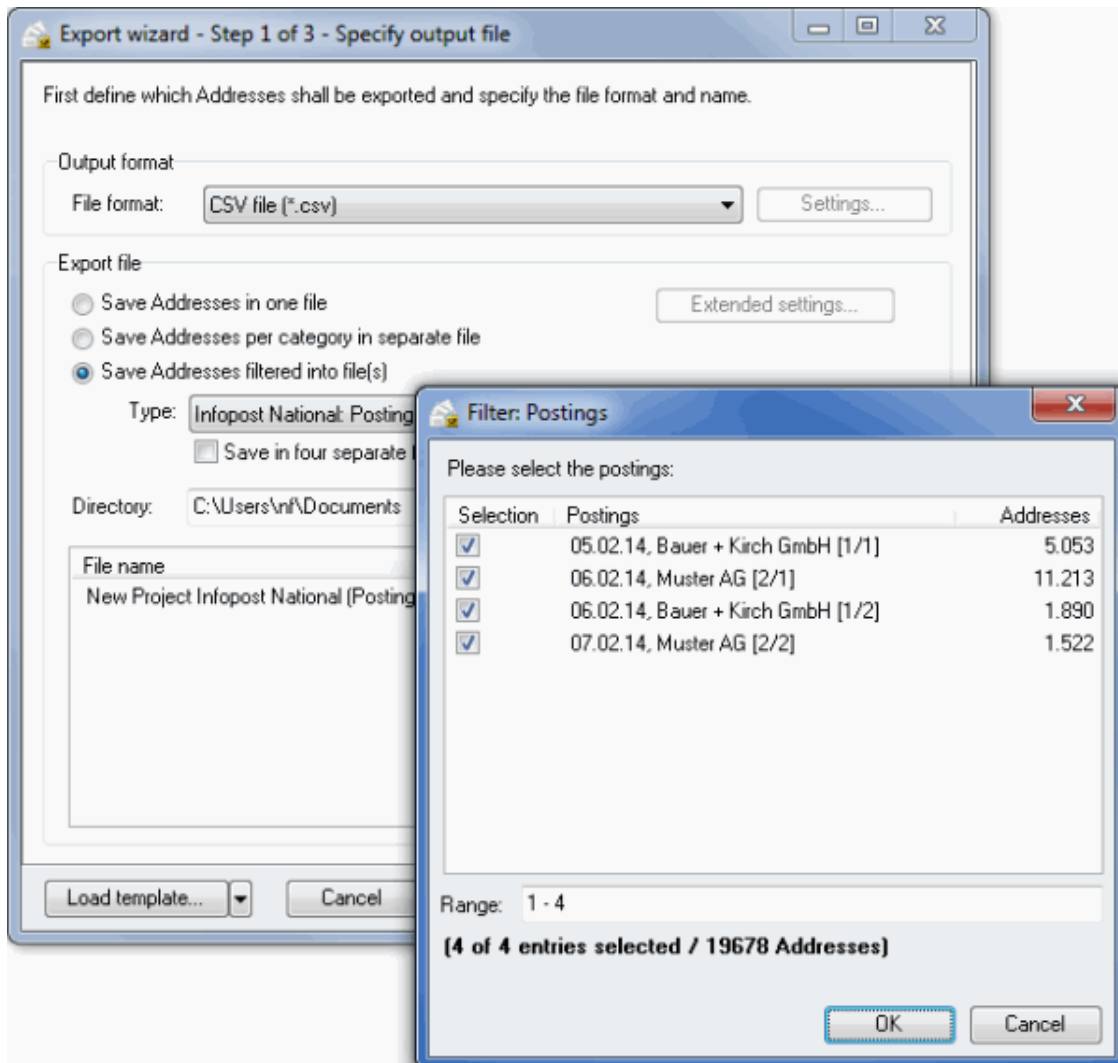 Export wizard - Step 1 of 3 - Specify output file
First define which Addresses shall be exported and specify the file format and name.
Output format
File format: CSV file (*.csv) Settings...
Export file
Save Addresses in one file Extended settings...
Save Addresses per category in separate file
Save Addresses filtered into file(s)
Type: Infopost National: Posting
Save in four separate
Directory: C:\Users\nf\Documents
File name
New Project Infopost National (Posting
Load template... Cancel
Filter: Postings
Please select the postings:
Selection Postings Addresses
05.02.14, Bauer + Kirch GmbH [1/1] 5.053
06.02.14, Muster AG [2/1] 11.213
06.02.14, Bauer + Kirch GmbH [1/2] 1.890
07.02.14, Muster AG [2/2] 1.522
Range: 1 - 4
(4 of 4 entries selected / 19678 Addresses)
OK Cancel